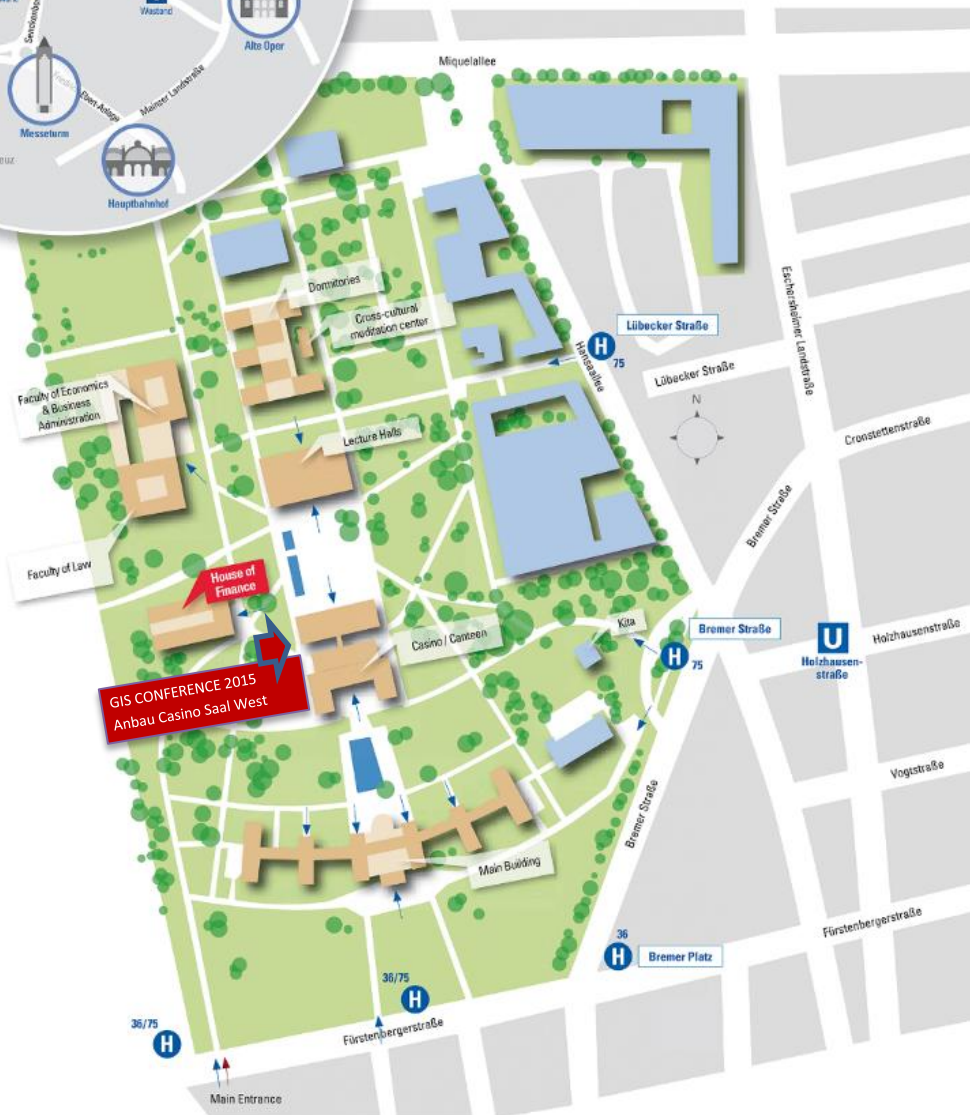 Westend
Alte Oper
Miquelallee
Mainzer Landstraße
Ebert-Anlage
Messeturm
Hauptbahnhof
Dormitories
Cross-cultural
meditation center
Lübecker Straße
H
75
Hansaallee
Lübecker Straße
Eschersheimer Landstraße
N
Faculty of Economics
& Business
Administration
Lecture Halls
Cronstettenstraße
Bremer Straße
Faculty of Law
House of
Finance
Casino / Canteen
Kita
Bremer Straße
H
75
U
Holzhausen-
straße
Holzhausenstraße
GIS CONFERENCE 2015
Anbau Casino Saal West
Vogtstraße
Bremer Straße
Main Building
Fürstenbergerstraße
36
H
Bremer Platz
36/75
H
36/75
H
Fürstenbergerstraße
Main Entrance